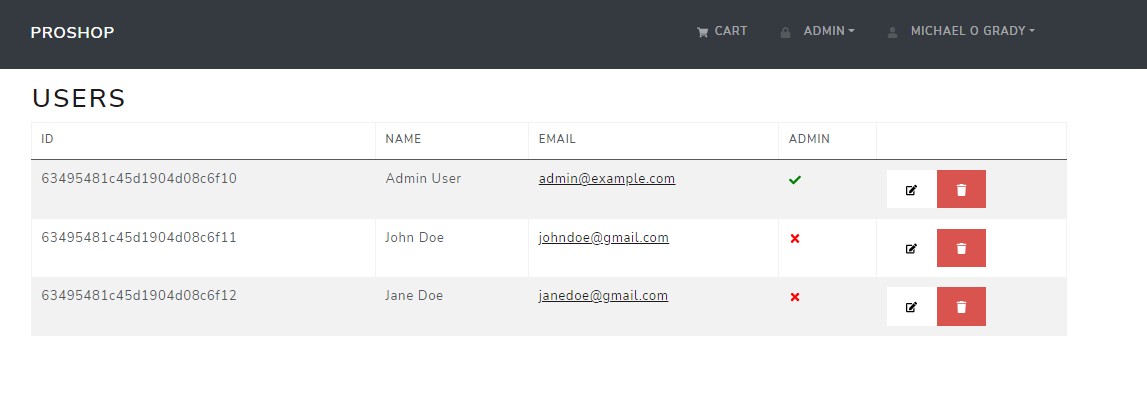 PROSHOP CART ADMIN MICHAEL O GRADY
USERS
ID NAME EMAIL ADMIN
63495481c45d1904d08c6f10 Admin User admin@example.com
63495481c45d1904d08c6f11 John Doe johndoe@gmail.com
63495481c45d1904d08c6f12 Jane Doe janedoe@gmail.com